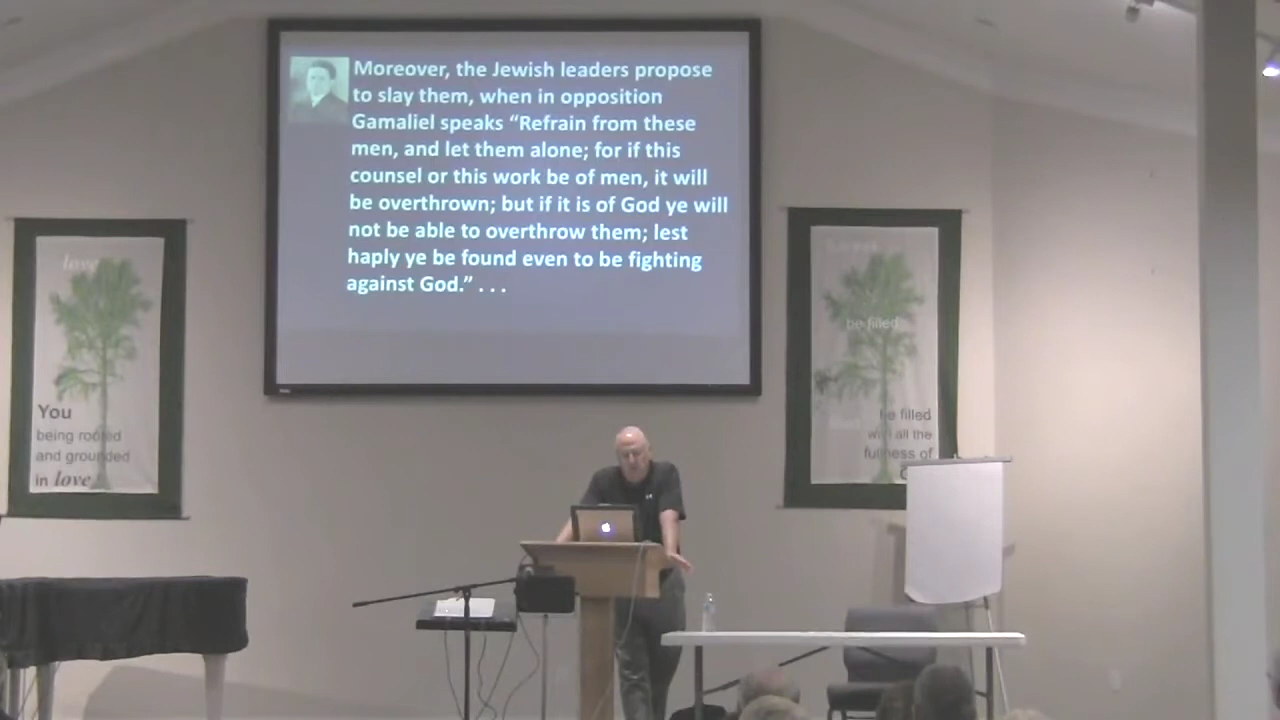 Moreover, the Jewish leaders propose
to slay them, when in opposition
Gamaliel speaks “Refrain from these
men, and let them alone; for if this
counsel or this work be of men, it will
be overthrown; but if it is of God ye will
not be able to overthrow them; lest
haply ye be found even to be fighting
against God.” . . .
love
You
being rooted
and grounded
in love
be filled
be filled
with all the
fullness of